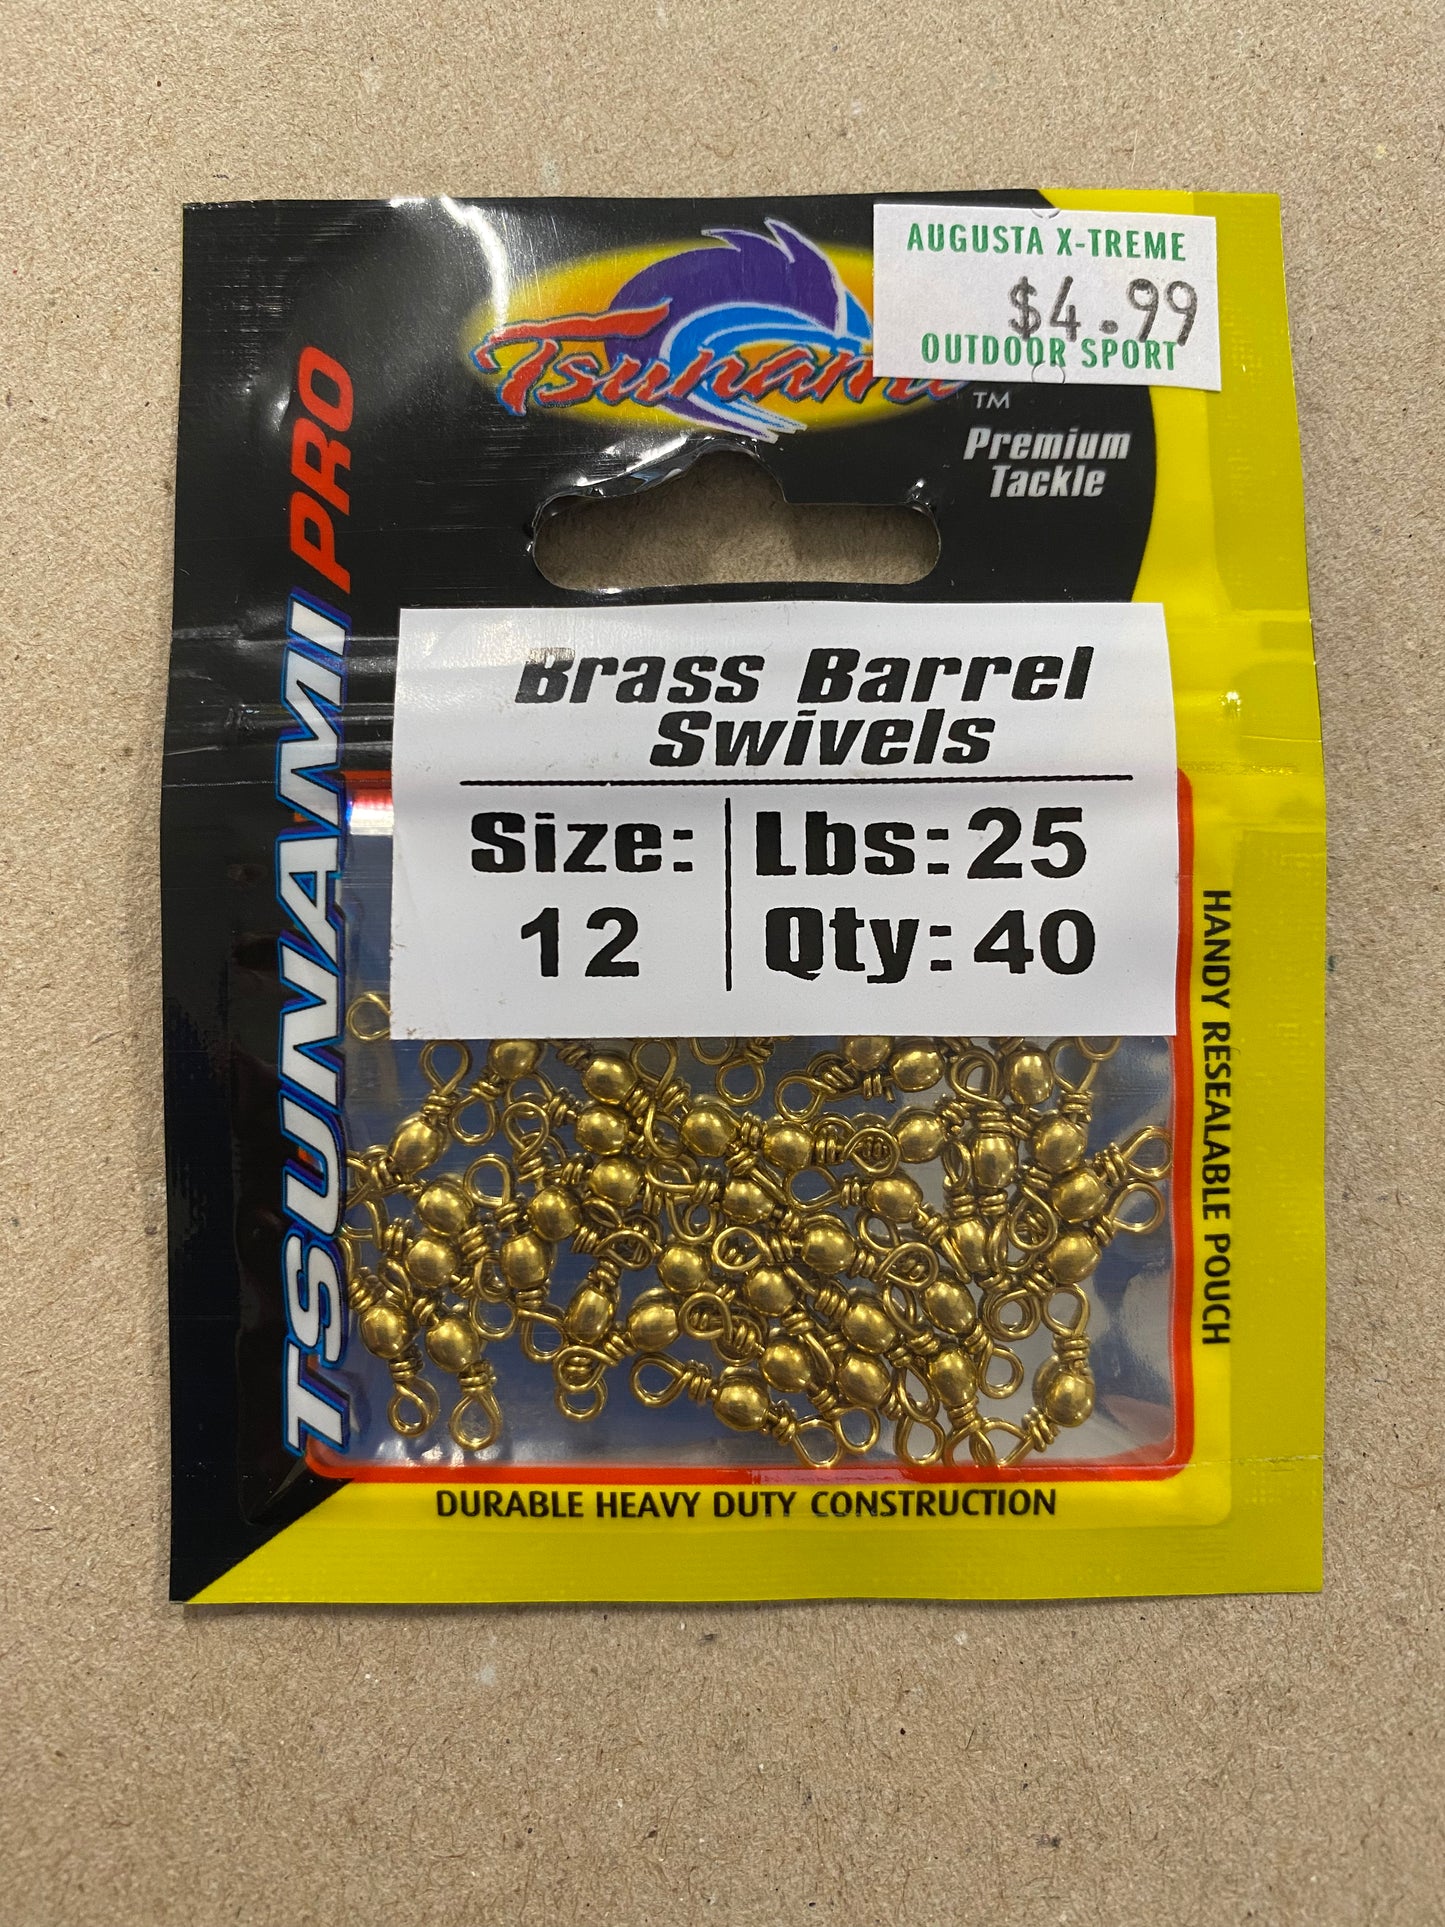 AUGUSTA X-TREME
$4.99
OUTDOOR SPORT
Tsunami
TM
Premium
Tackle
TSUNAMI PRO
Brass Barrel
Swivels
Size:
12
Lbs: 25
Qty: 40
HANDY RESEALABLE POUCH
DURABLE HEAVY DUTY CONSTRUCTION